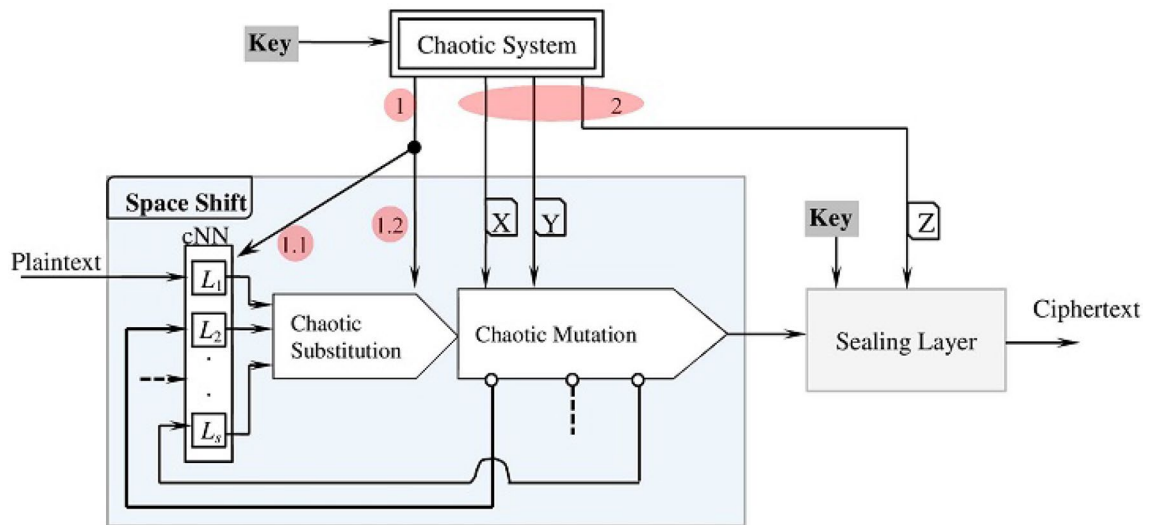 Key
Chaotic System
1
2
Space Shift
1.2
X
Y
Key
Z
cNN
1.1
Plaintext
L1
Chaotic
Substitution
L2
.
.
Ls
Chaotic Mutation
Sealing Layer
Ciphertext